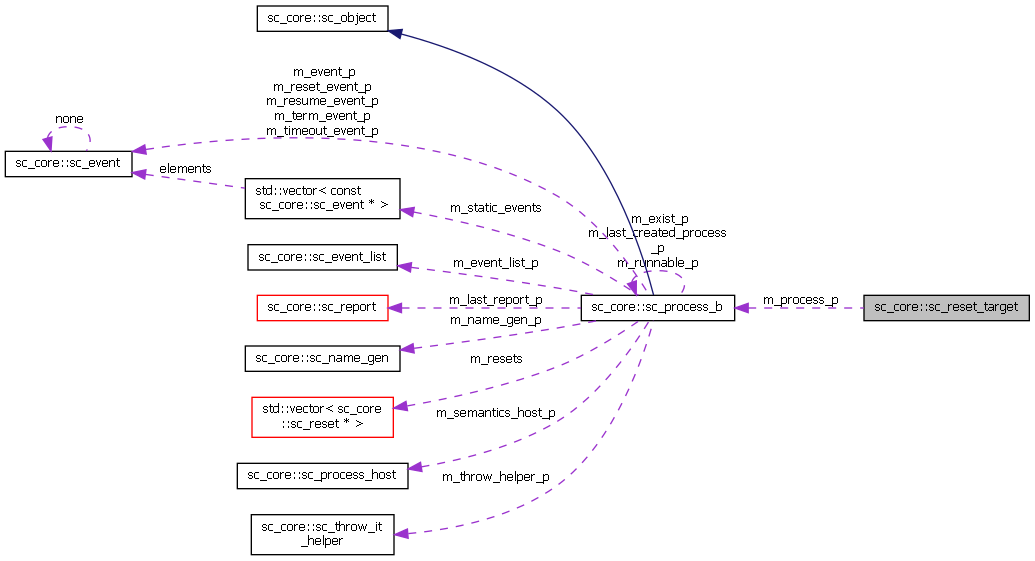 sc_core::sc_object
m_event_p
m_reset_event_p
m_resume_event_p
m_term_event_p
m_timeout_event_p
none
sc_core::sc_event
elements
std::vector< const
sc_core::sc_event * >
m_static_events
m_exist_p
m_last_created_process
_p
m_runnable_p
sc_core::sc_event_list
m_event_list_p
sc_core::sc_report
m_last_report_p
sc_core::sc_process_b
m_process_p
sc_core::sc_reset_target
m_name_gen_p
sc_core::sc_name_gen
m_resets
std::vector< sc_core
::sc_reset * >
m_semantics_host_p
sc_core::sc_process_host
m_throw_helper_p
sc_core::sc_throw_it
_helper